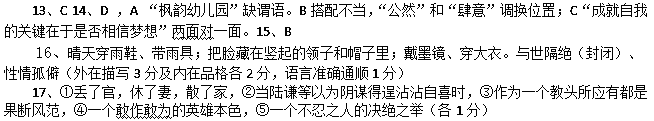 13、C 14、D ，A “枫韵幼儿园”缺谓语。B 搭配不当，“公然”和“肆意”调换位置；C“成就自我
的关键在于是否相信梦想”两面对一面。15、B
16、晴天穿雨鞋、带雨具；把脸藏在竖起的领子和帽子里；戴墨镜、穿大衣。与世隔绝（封闭）、
性情孤僻（外在描写 3 分及内在品格各 2 分，语言准确通顺 1 分）
17、①丢了官，休了妻，散了家，②当陆谦等以为阴谋得逞沾沾自喜时，③作为一个教头所应有都是
果断风范，④一个敢作敢为的英雄本色，⑤一个不忍之人的决绝之举（各 1 分）